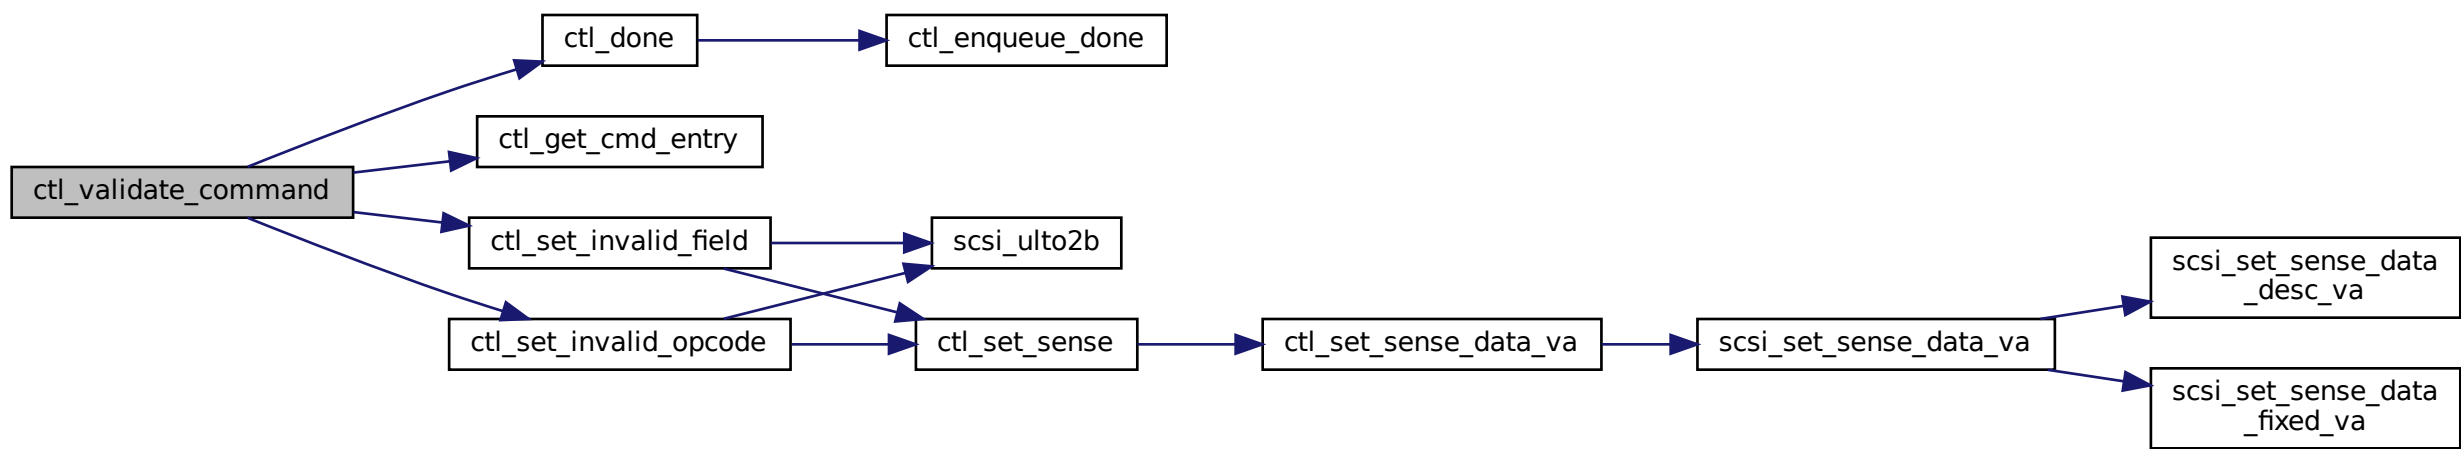 ctl_done
ctl_enqueue_done
ctl_get_cmd_entry
ctl_validate_command
ctl_set_invalid_field
scsi_ulto2b
ctl_set_invalid_opcode
ctl_set_sense
ctl_set_sense_data_va
scsi_set_sense_data_va
scsi_set_sense_data
_desc_va
scsi_set_sense_data
_fixed_va